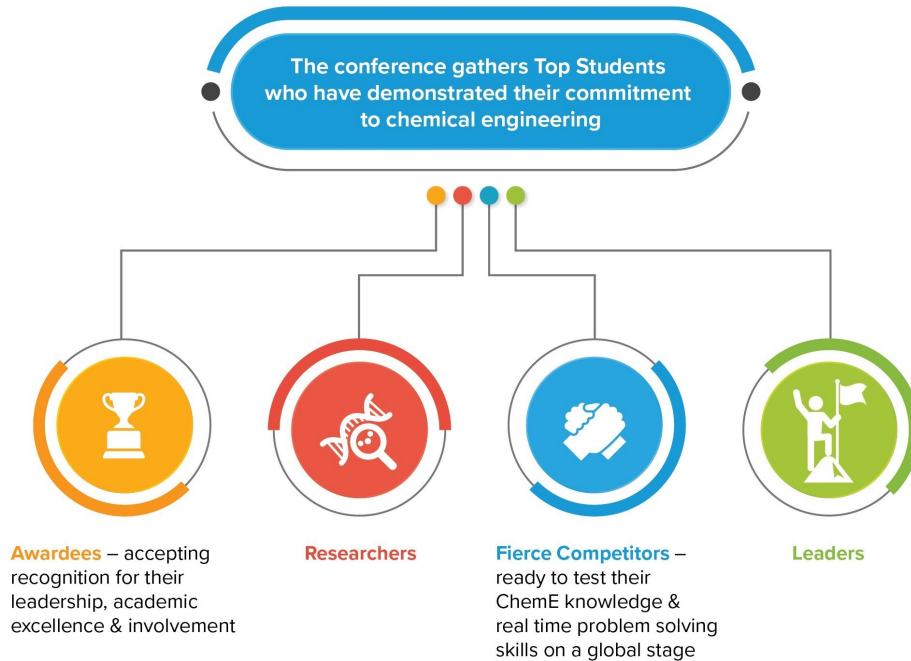 The conference gathers Top Students
who have demonstrated their commitment
to chemical engineering
Awardees – accepting
recognition for their
leadership, academic
excellence & involvement
Researchers
Fierce Competitors –
ready to test their
ChemE knowledge &
real time problem solving
skills on a global stage
Leaders